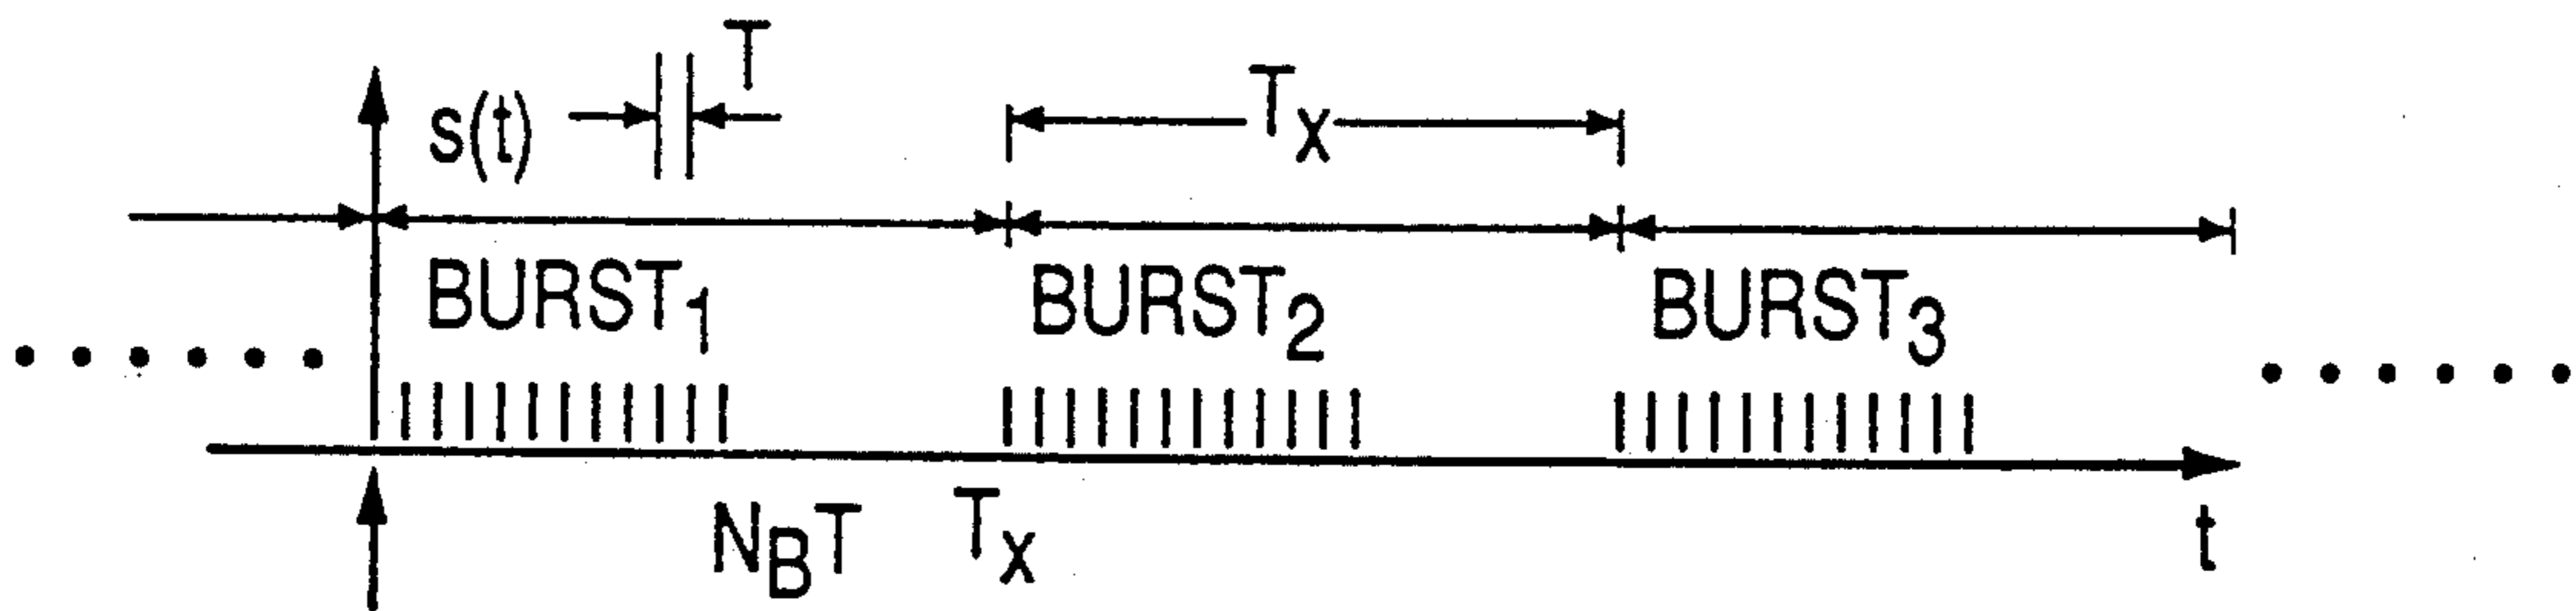 T
s(t)
T_X
BURST_1
BURST_2
BURST_3
N_BT
T_X
t